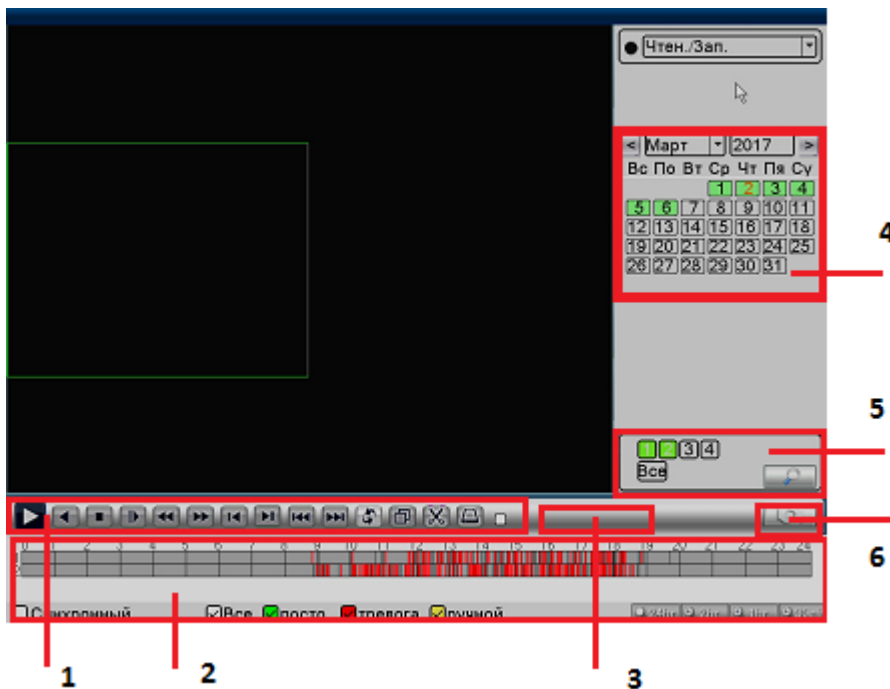 Чтен./Зап.
< Март 2017 >
Вс По Вт Ср Чт Пя Су
1 2 3 4
5 6 7 8 9 10 11
12 13 14 15 16 17 18
19 20 21 22 23 24 25
26 27 28 29 30 31
4
5
1 2 3 4
Все
6
0 1 2 3 4 5 6 7 8 9 10 11 12 13 14 15 16 17 18 19 20 21 22 23 24
Синхронный Все посто тревога ручной 24hr 2hr 1hr
1 2 3